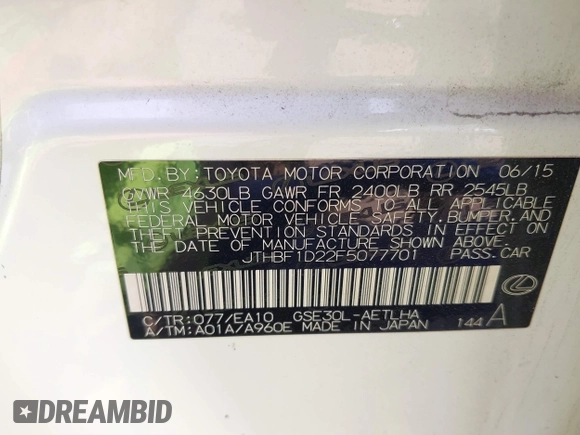 MFD. BY: TOYOTA MOTOR CORPORATION 06/15
GVWR 4630LB GAWR FR 2400LB RR 2545LB
THIS VEHICLE CONFORMS TO ALL APPLICABLE
FEDERAL MOTOR VEHICLE SAFETY, BUMPER, AND
THEFT PREVENTION STANDARDS IN EFFECT ON
THE DATE OF MANUFACTURE SHOWN ABOVE.
JTHBF1D22F5077701 PASS. CAR
C/TR: 077/EA10 GSE30L-AETLHA
A/TM: A01A/A960E MADE IN JAPAN 144 A
DREAMBID